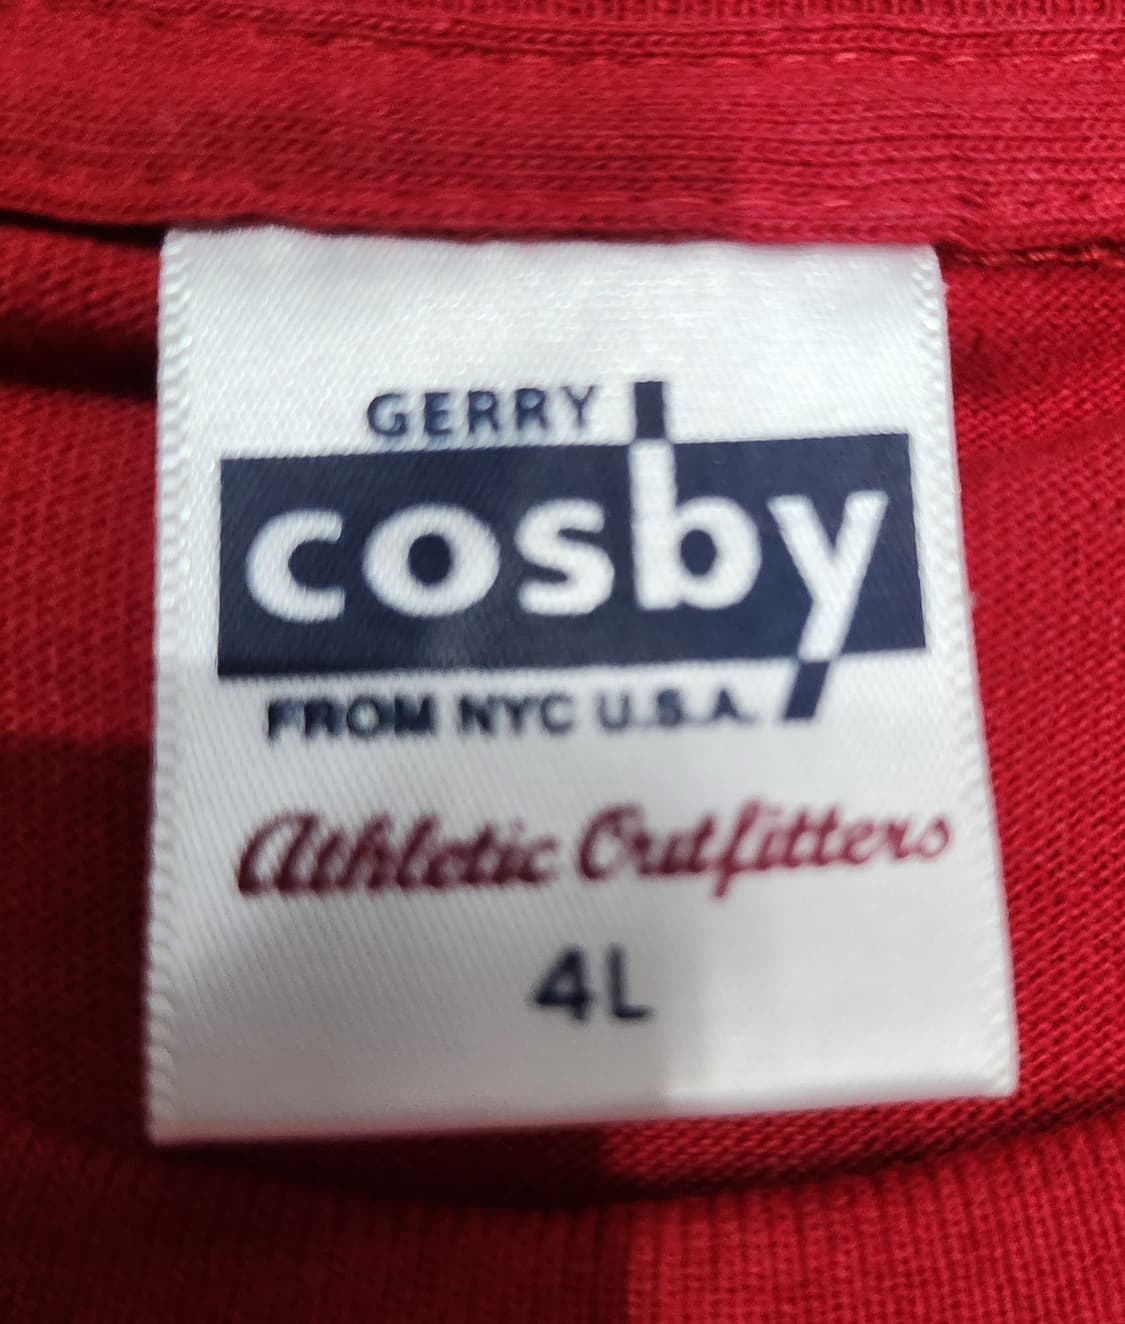 GERRY
cosby
FROM NYC U.S.A.
Athletic Outfitters
4L